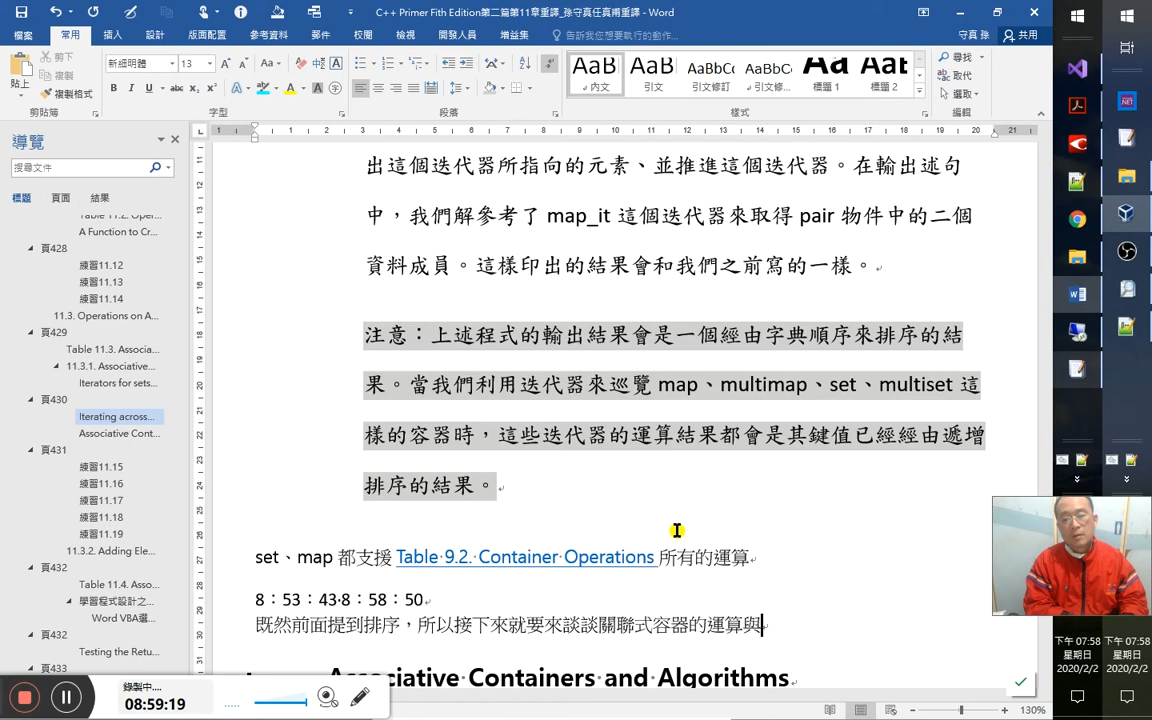 C++ Primer Fith Edition第二篇第11章重譯_孫守真任真甫重譯 - Word
檔案 常用 插入 設計 版面配置 參考資料 郵件 校閱 檢視 開發人員 增益集 告訴我您想要執行的動作... 守真 孫 共用
貼上 剪下 複製 複製格式
新細明體 13
AaB 內文 AaB 引文 AaBbCc 引文修訂 AaBbC 引文... AaB 標題 1 AaB 標題 2
尋找 取代 選取
剪貼簿 字型 段落 樣式 編輯
導覽
搜尋文件
標題 頁面 結果
Table 11.2. Oper...
A Function to Cr...
頁428
練習11.12
練習11.13
練習11.14
11.3. Operations on A...
頁429
Table 11.3. Associa...
11.3.1. Associative...
Iterators for sets...
頁430
Iterating across...
Associative Cont...
頁431
練習11.15
練習11.16
練習11.17
練習11.18
練習11.19
11.3.2. Adding Ele...
頁432
Table 11.4. Asso...
學習程式設計之...
Word VBA選...
頁432
Testing the Retu...
頁433
出這個迭代器所指向的元素、並推進這個迭代器。在輸出述句
中，我們解參考了 map_it 這個迭代器來取得 pair 物件中的二個
資料成員。這樣印出的結果會和我們之前寫的一樣。
注意：上述程式的輸出結果會是一個經由字典順序來排序的結
果。當我們利用迭代器來巡覽 map、multimap、set、multiset 這
樣的容器時，這些迭代器的運算結果都會是其鍵值已經經由遞增
排序的結果。
set、map 都支援 Table 9.2. Container Operations 所有的運算
8：53：43-8：58：50
既然前面提到排序，所以接下來就要來談談關聯式容器的運算與
Associative Containers and Algorithms
錄製中...
08:59:19
130%
下午 07:58
星期日
2020/2/2
下午 07:58
星期日
2020/2/2